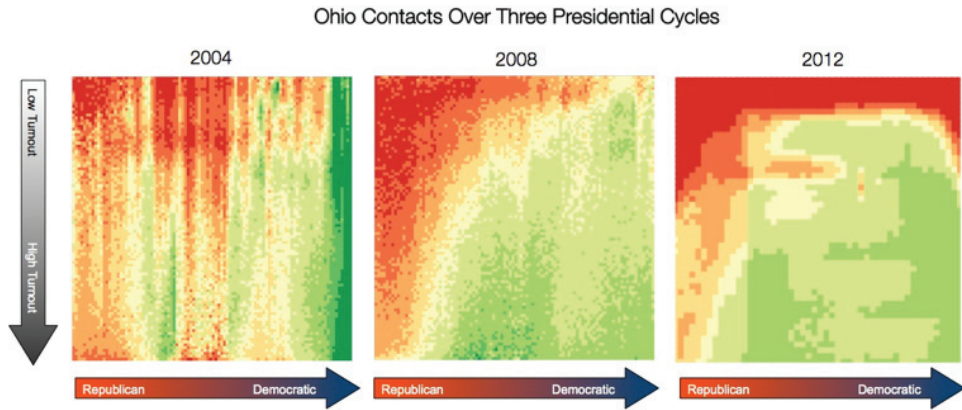 Ohio Contacts Over Three Presidential Cycles
2004
2008
2012
Low Turnout
High Turnout
Republican
Democratic
Republican
Democratic
Republican
Democratic